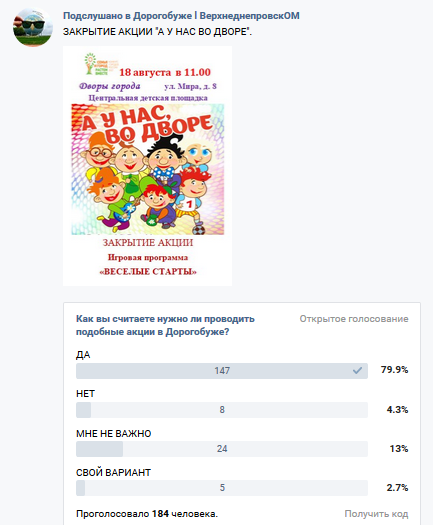 Подслушано в Дорогобуже l ВерхнеднепровскОМ
ЗАКРЫТИЕ АКЦИИ "А У НАС ВО ДВОРЕ".
18 августа в 11.00
Дворы города ул. Мира, д. 8
Центральная детская площадка
А У НАС,
ВО ДВОРЕ
1
ЗАКРЫТИЕ АКЦИИ
Игровая программа
«ВЕСЕЛЫЕ СТАРТЫ»
Как вы считаете нужно ли проводить
подобные акции в Дорогобуже?
Открытое голосование
ДА
147
79.9%
НЕТ
8
4.3%
МНЕ НЕ ВАЖНО
24
13%
СВОЙ ВАРИАНТ
5
2.7%
Проголосовало 184 человека.
Получить код